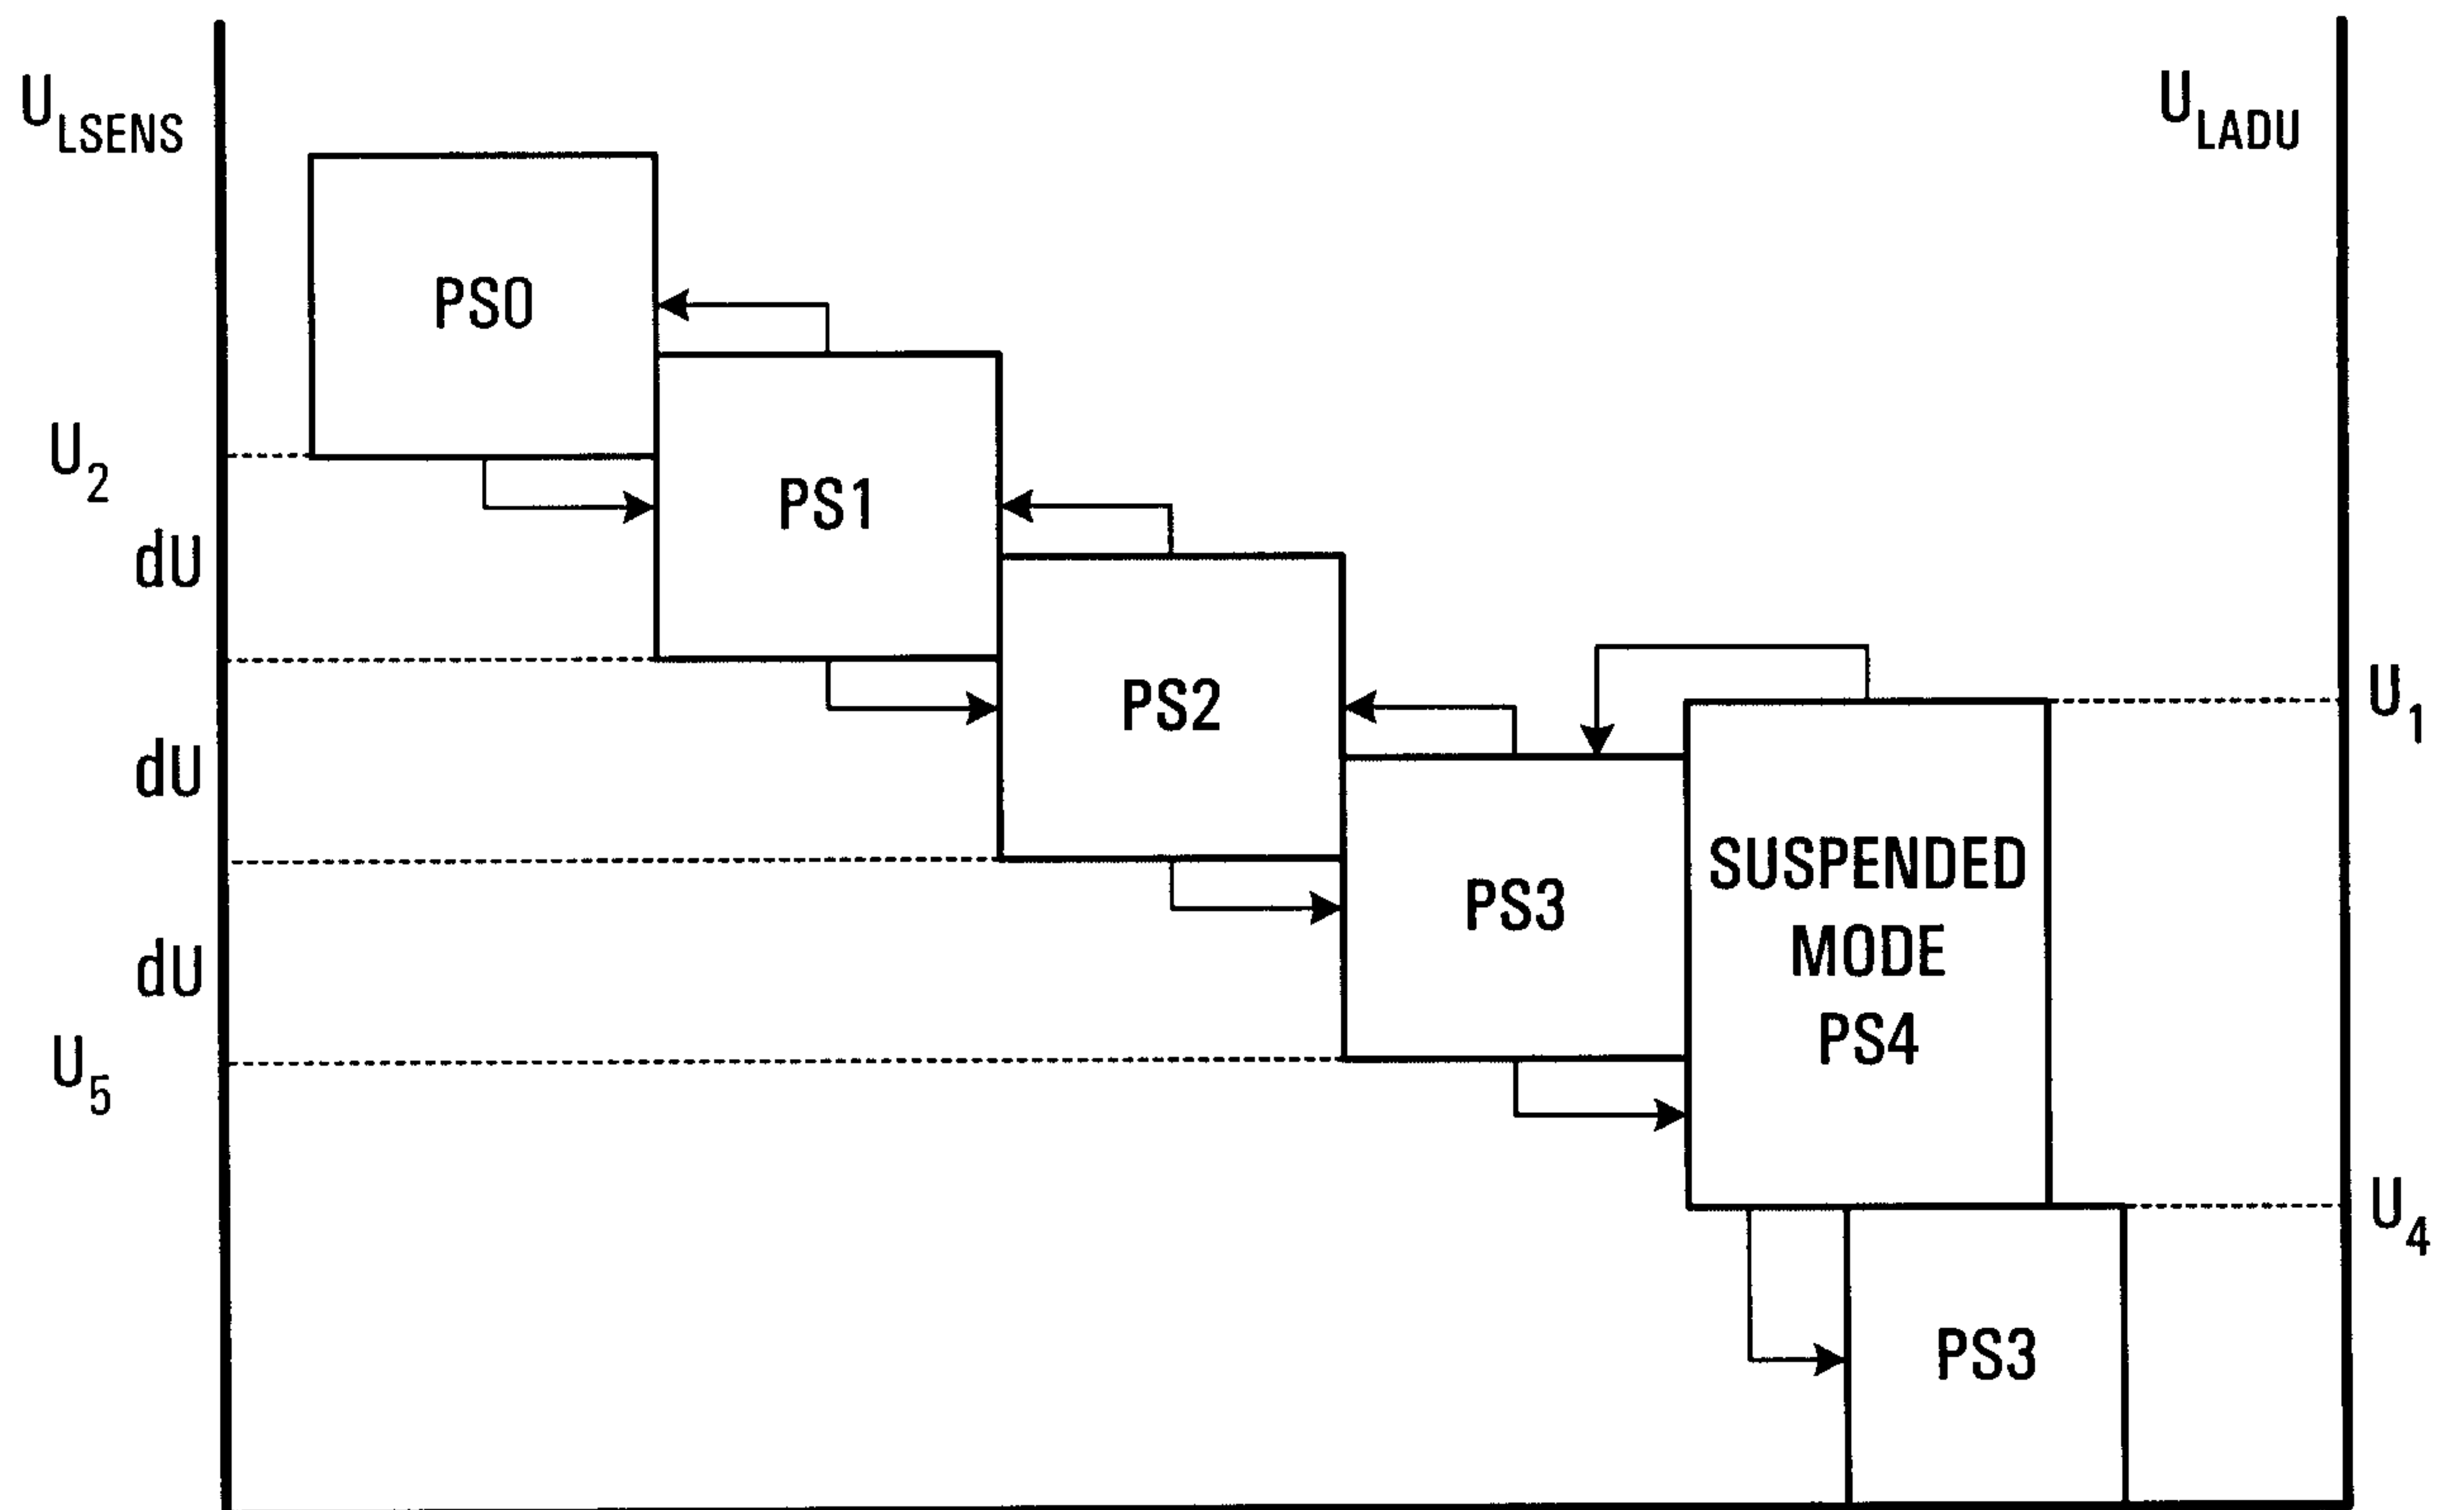 U_LSENS
U_LADU
PS0
U_2
PS1
dU
PS2
U_1
dU
SUSPENDED
MODE
PS4
PS3
dU
U_5
U_4
PS3